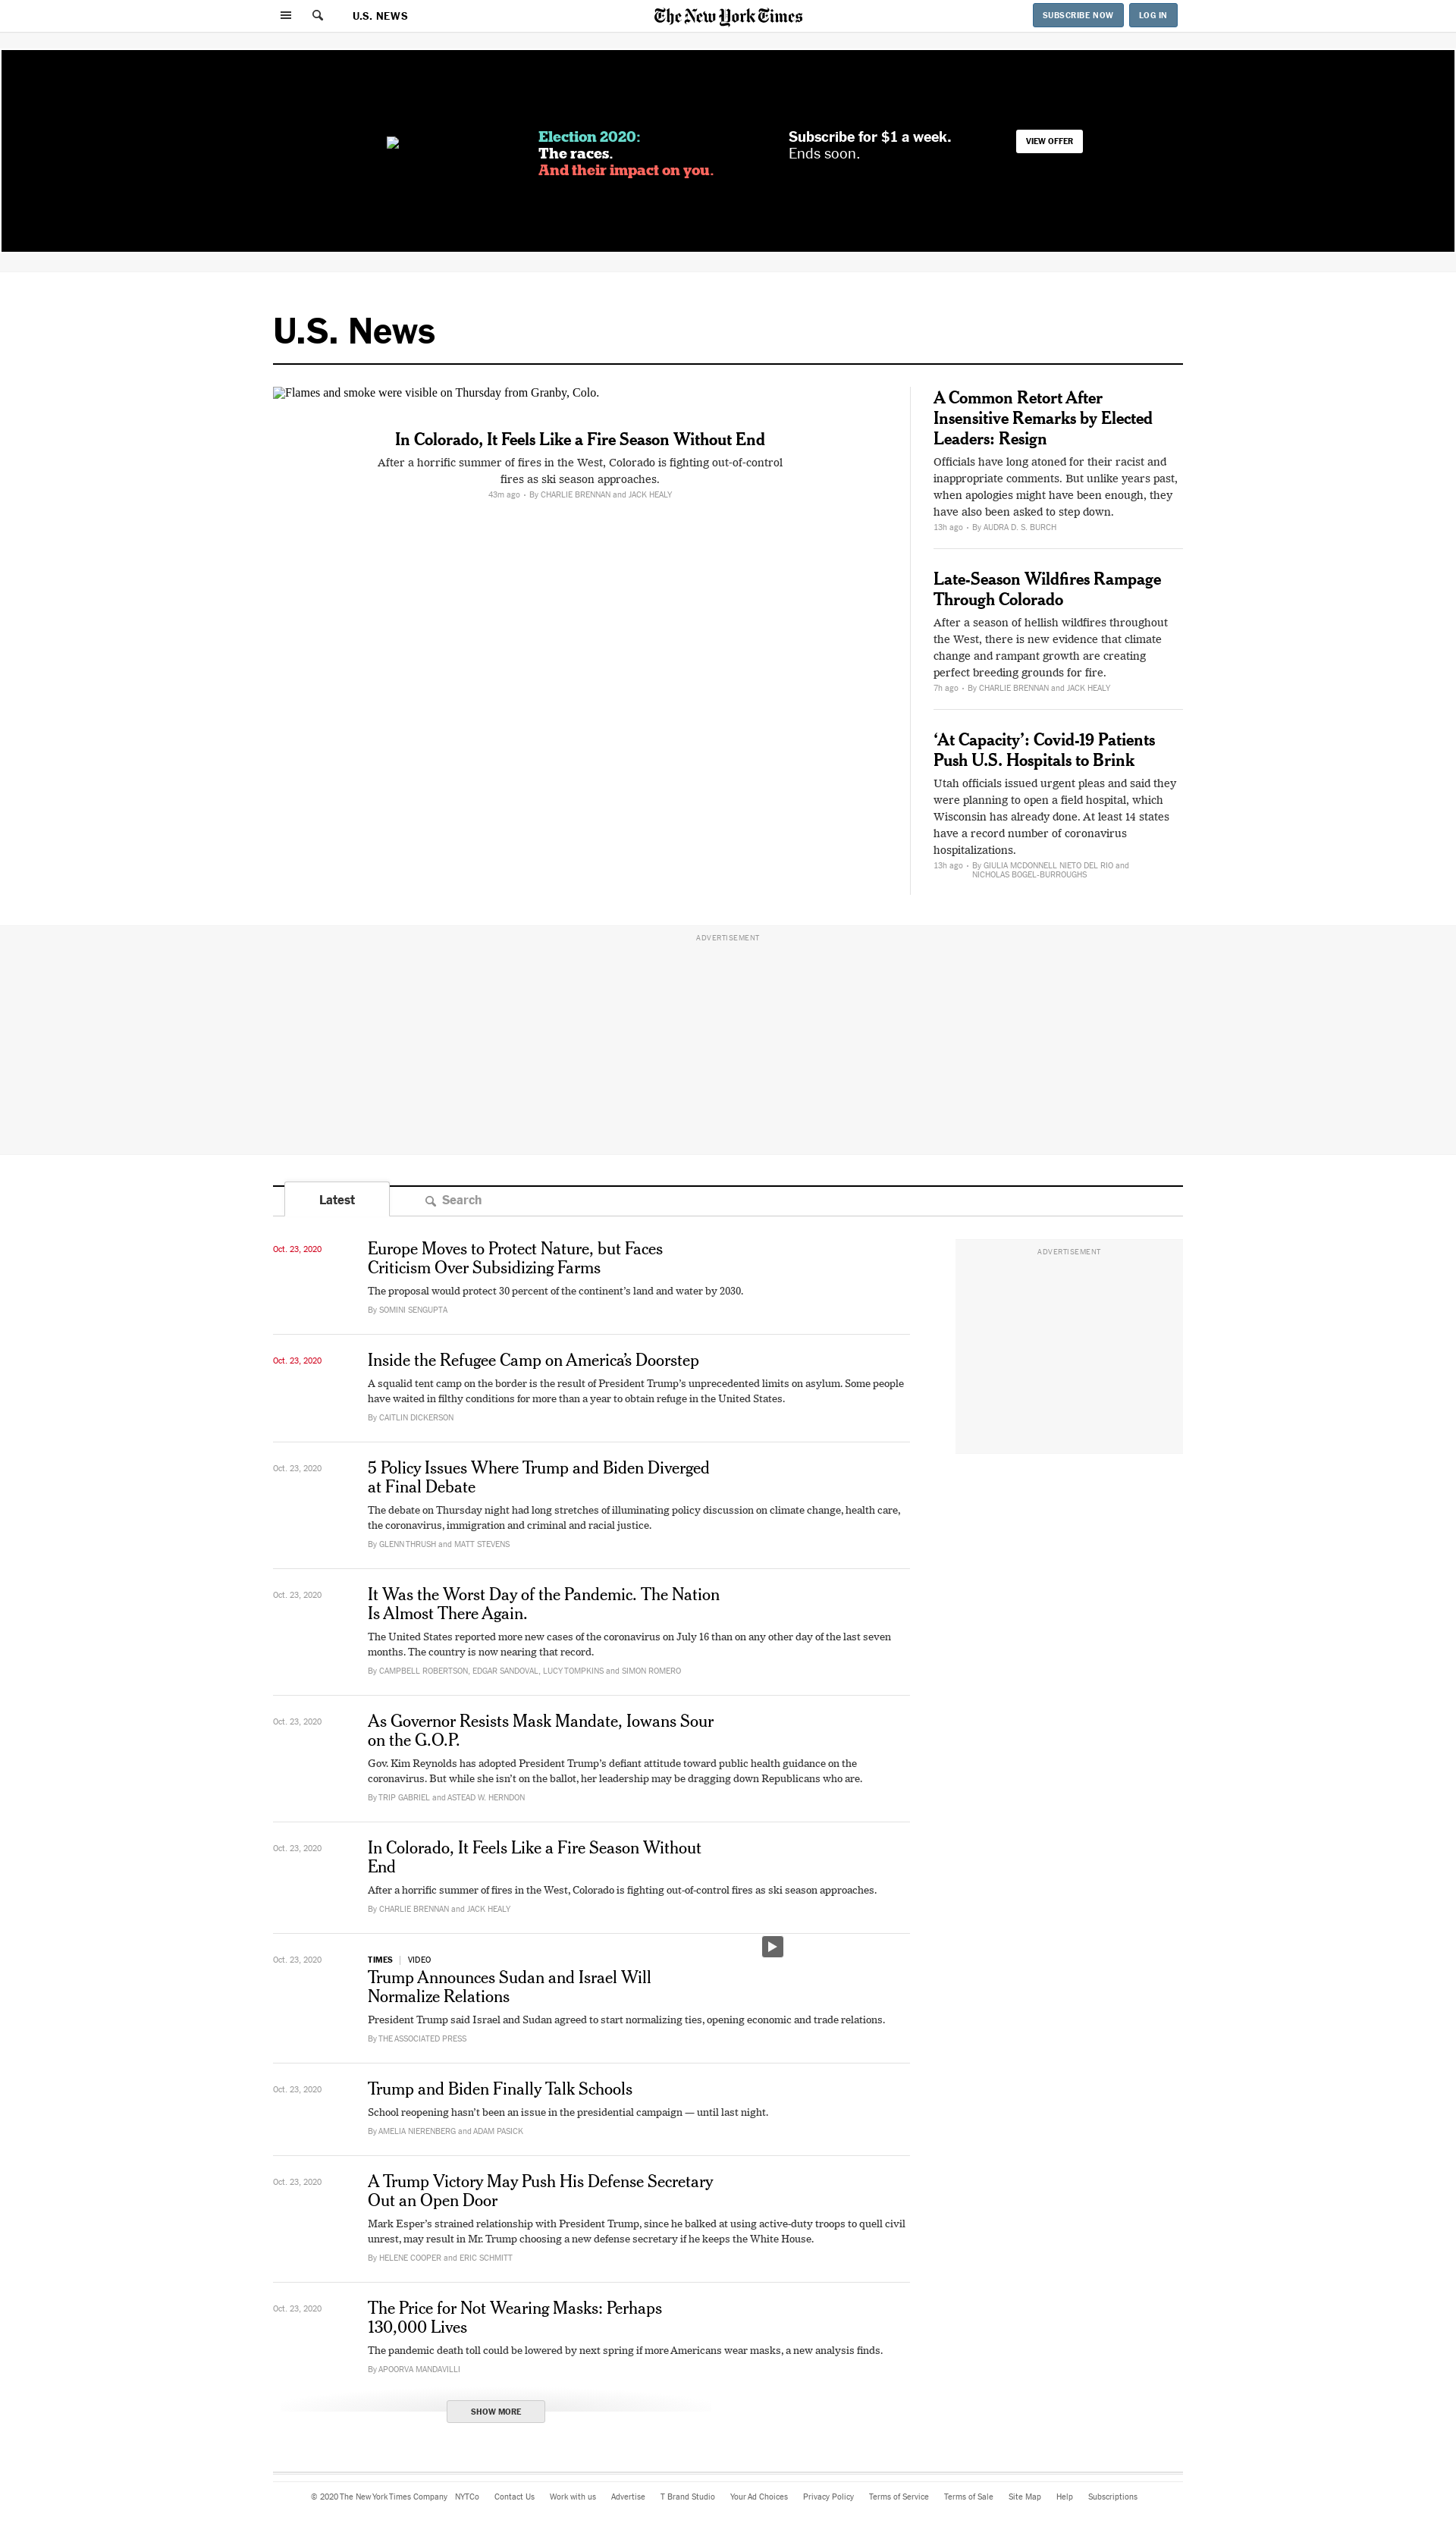 U.S. NEWS
The New York Times
SUBSCRIBE NOW
LOG IN
Election 2020:
The races.
And their impact on you.
Subscribe for $1 a week.
Ends soon.
VIEW OFFER
U.S. News
Flames and smoke were visible on Thursday from Granby, Colo.
In Colorado, It Feels Like a Fire Season Without End
After a horrific summer of fires in the West, Colorado is fighting out-of-control
fires as ski season approaches.
43m ago • By CHARLIE BRENNAN and JACK HEALY
A Common Retort After
Insensitive Remarks by Elected
Leaders: Resign
Officials have long atoned for their racist and
inappropriate comments. But unlike years past,
when apologies might have been enough, they
have also been asked to step down.
13h ago • By AUDRA D. S. BURCH
Late-Season Wildfires Rampage
Through Colorado
After a season of hellish wildfires throughout
the West, there is new evidence that climate
change and rampant growth are creating
perfect breeding grounds for fire.
7h ago • By CHARLIE BRENNAN and JACK HEALY
‘At Capacity’: Covid-19 Patients
Push U.S. Hospitals to Brink
Utah officials issued urgent pleas and said they
were planning to open a field hospital, which
Wisconsin has already done. At least 14 states
have a record number of coronavirus
hospitalizations.
13h ago • By GIULIA MCDONNELL NIETO DEL RIO and
NICHOLAS BOGEL-BURROUGHS
ADVERTISEMENT
Latest
Search
Oct. 23, 2020
Europe Moves to Protect Nature, but Faces
Criticism Over Subsidizing Farms
The proposal would protect 30 percent of the continent’s land and water by 2030.
By SOMINI SENGUPTA
ADVERTISEMENT
Oct. 23, 2020
Inside the Refugee Camp on America’s Doorstep
A squalid tent camp on the border is the result of President Trump’s unprecedented limits on asylum. Some people
have waited in filthy conditions for more than a year to obtain refuge in the United States.
By CAITLIN DICKERSON
Oct. 23, 2020
5 Policy Issues Where Trump and Biden Diverged
at Final Debate
The debate on Thursday night had long stretches of illuminating policy discussion on climate change, health care,
the coronavirus, immigration and criminal and racial justice.
By GLENN THRUSH and MATT STEVENS
Oct. 23, 2020
It Was the Worst Day of the Pandemic. The Nation
Is Almost There Again.
The United States reported more new cases of the coronavirus on July 16 than on any other day of the last seven
months. The country is now nearing that record.
By CAMPBELL ROBERTSON, EDGAR SANDOVAL, LUCY TOMPKINS and SIMON ROMERO
Oct. 23, 2020
As Governor Resists Mask Mandate, Iowans Sour
on the G.O.P.
Gov. Kim Reynolds has adopted President Trump’s defiant attitude toward public health guidance on the
coronavirus. But while she isn’t on the ballot, her leadership may be dragging down Republicans who are.
By TRIP GABRIEL and ASTEAD W. HERNDON
Oct. 23, 2020
In Colorado, It Feels Like a Fire Season Without
End
After a horrific summer of fires in the West, Colorado is fighting out-of-control fires as ski season approaches.
By CHARLIE BRENNAN and JACK HEALY
Oct. 23, 2020
TIMES | VIDEO
Trump Announces Sudan and Israel Will
Normalize Relations
President Trump said Israel and Sudan agreed to start normalizing ties, opening economic and trade relations.
By THE ASSOCIATED PRESS
Oct. 23, 2020
Trump and Biden Finally Talk Schools
School reopening hasn’t been an issue in the presidential campaign — until last night.
By AMELIA NIERENBERG and ADAM PASICK
Oct. 23, 2020
A Trump Victory May Push His Defense Secretary
Out an Open Door
Mark Esper’s strained relationship with President Trump, since he balked at using active-duty troops to quell civil
unrest, may result in Mr. Trump choosing a new defense secretary if he keeps the White House.
By HELENE COOPER and ERIC SCHMITT
Oct. 23, 2020
The Price for Not Wearing Masks: Perhaps
130,000 Lives
The pandemic death toll could be lowered by next spring if more Americans wear masks, a new analysis finds.
By APOORVA MANDAVILLI
SHOW MORE
© 2020 The New York Times Company NYTCo Contact Us Work with us Advertise T Brand Studio Your Ad Choices Privacy Policy Terms of Service Terms of Sale Site Map Help Subscriptions